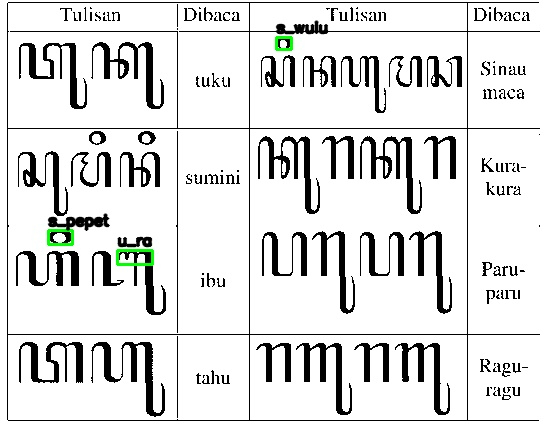 Tulisan Dibaca Tulisan Dibaca
s_wulu
ꦠꦸꦏꦸ tuku ꦱꦶꦤꦲꦸꦩꦕ Sinau
maca
ꦱꦸꦩꦶꦤꦶ sumini ꦏꦸꦫꦏꦸꦫ Kura-
kura
s_pepet
u_rc
ꦲꦶꦧꦸ ibu ꦥꦫꦸꦥꦫꦸ Paru-
paru
ꦠꦲꦸ tahu ꦫꦒꦸꦫꦒꦸ Ragu-
ragu